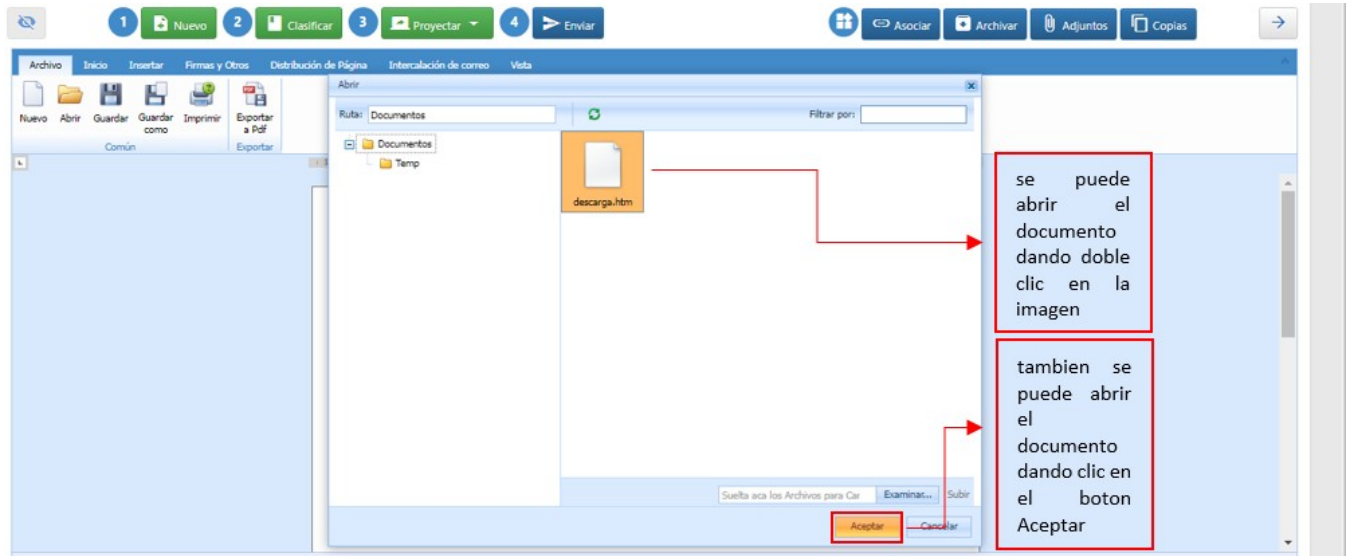 1 Nuevo 2 Clasificar 3 Proyectar 4 Enviar Asociar Archivar Adjuntos Copias
Archivo Inicio Insertar Firmas y Otros Distribución de Página Intercalación de correo Vista
Nuevo Abrir Guardar Guardar como Imprimir Exportar a Pdf
Común Exportar
Abrir
Ruta: Documentos Filtrar por:
Documentos
Temp
descarga.htm
Suelta aca los Archivos para Car Examinar... Subir
Aceptar Cancelar
se puede
abrir el
documento
dando doble
clic en la
imagen
tambien se
puede abrir
el
documento
dando clic en
el boton
Aceptar